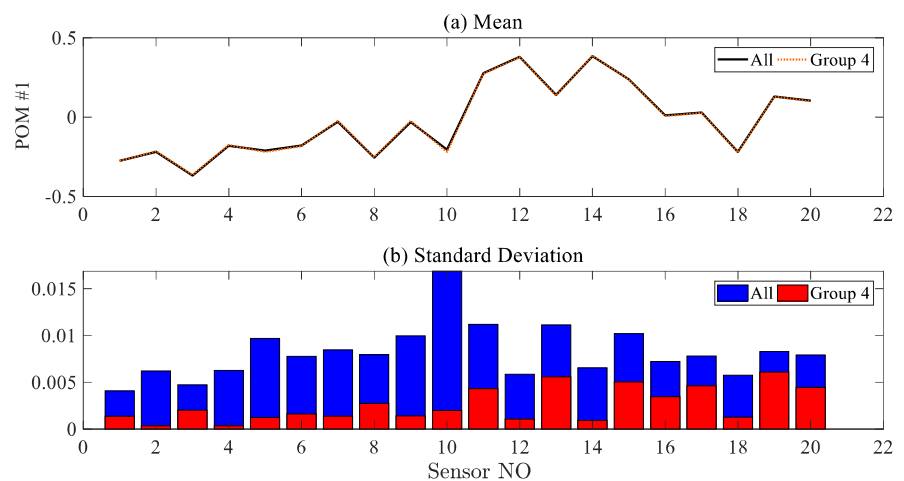 (a) Mean
0.5
0
-0.5
POM #1
All
Group 4
0 2 4 6 8 10 12 14 16 18 20 22
(b) Standard Deviation
0.015
0.01
0.005
0
All
Group 4
0 2 4 6 8 10 12 14 16 18 20 22
Sensor NO